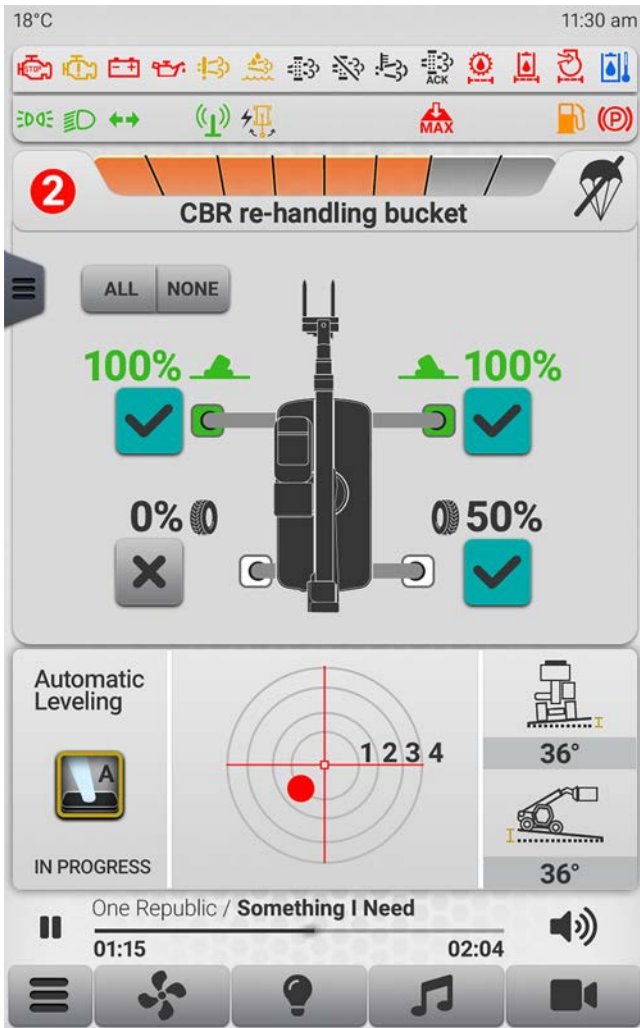 18°C 11:30 am
STOP
ACK
MAX
P
2
CBR re-handling bucket
ALL NONE
100% 100%
0% 50%
Automatic
Leveling
1 2 3 4
A
36°
IN PROGRESS
36°
One Republic / Something I Need
01:15 02:04